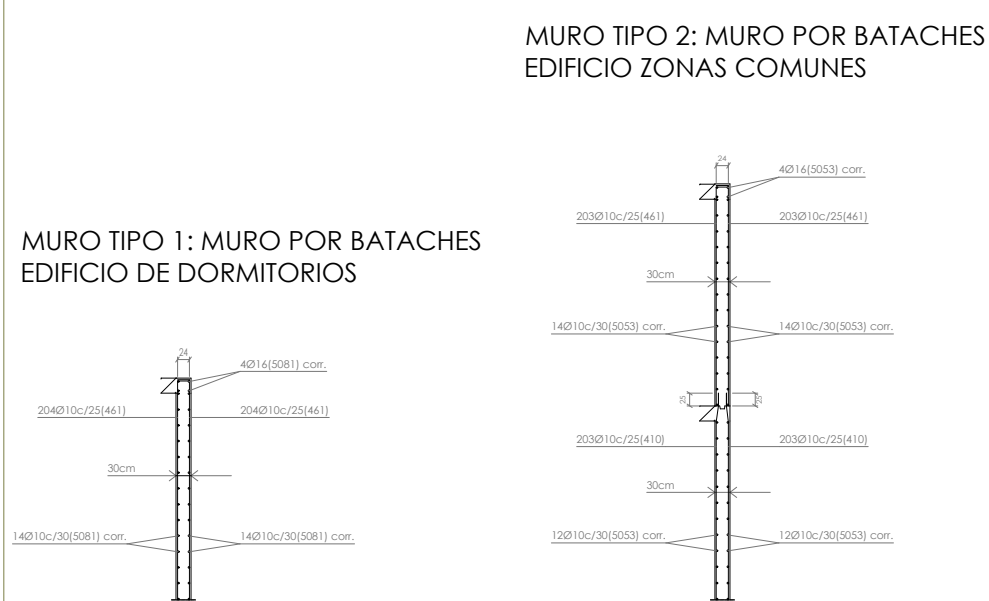 MURO TIPO 2: MURO POR BATACHES
EDIFICIO ZONAS COMUNES
24
4Ø16(5053) corr.
203Ø10c/25(461)
203Ø10c/25(461)
30cm
14Ø10c/30(5053) corr.
14Ø10c/30(5053) corr.
25
25
203Ø10c/25(410)
203Ø10c/25(410)
30cm
12Ø10c/30(5053) corr.
12Ø10c/30(5053) corr.
MURO TIPO 1: MURO POR BATACHES
EDIFICIO DE DORMITORIOS
24
4Ø16(5081) corr.
204Ø10c/25(461)
204Ø10c/25(461)
30cm
14Ø10c/30(5081) corr.
14Ø10c/30(5081) corr.